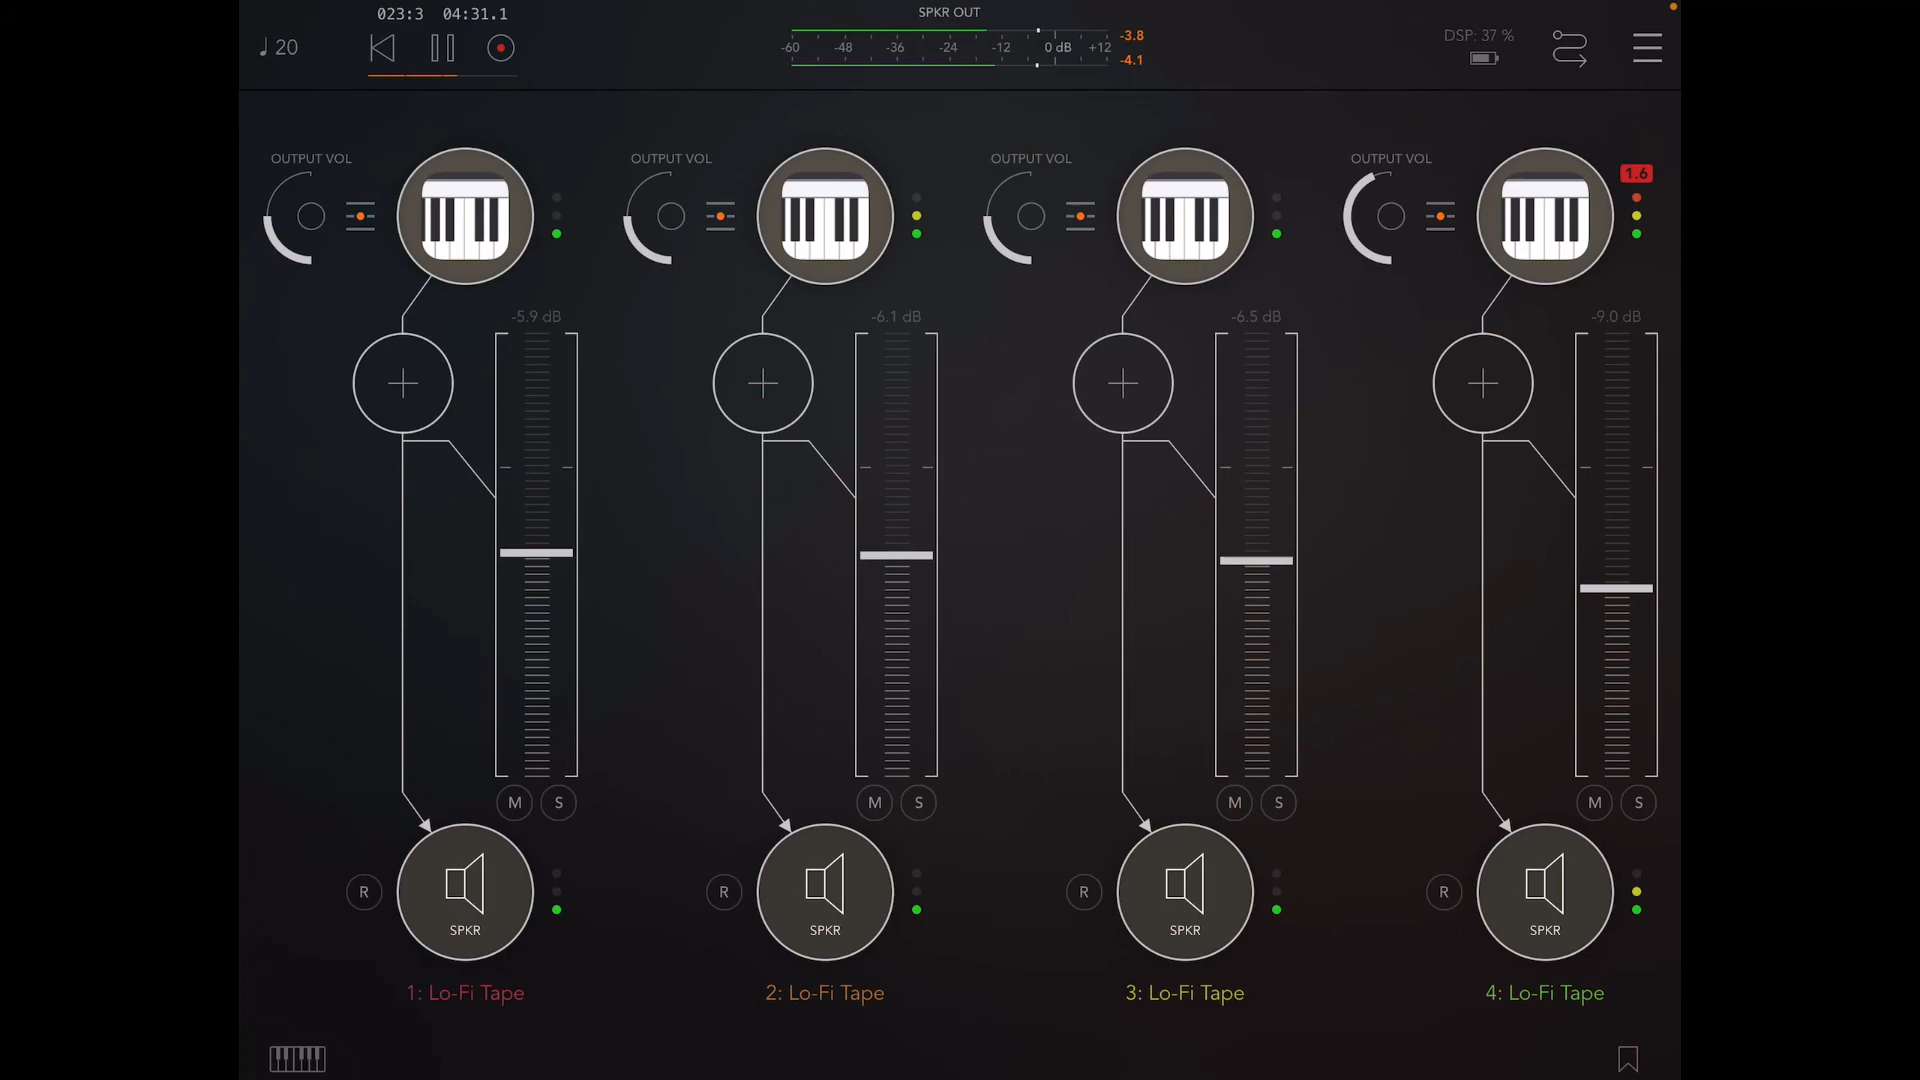 023:3 04:31.1
20
SPKR OUT
-60 -48 -36 -24 -12 0 dB +12
-3.8
-4.1
DSP: 37 %
OUTPUT VOL
OUTPUT VOL
OUTPUT VOL
OUTPUT VOL
1.6
-5.9 dB
-6.1 dB
-6.5 dB
-9.0 dB
M S
M S
M S
M S
R
R
R
R
SPKR
SPKR
SPKR
SPKR
1: Lo-Fi Tape
2: Lo-Fi Tape
3: Lo-Fi Tape
4: Lo-Fi Tape